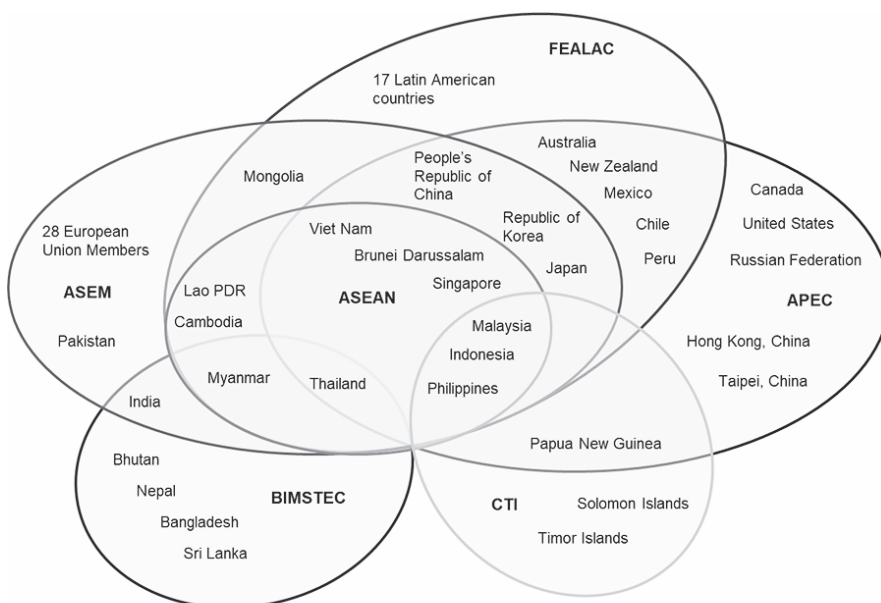 FEALAC
17 Latin American
countries
Australia
People's
Republic of
China
New Zealand
Mongolia
Mexico
Canada
Republic of
Korea
Chile
United States
28 European
Union Members
Viet Nam
Brunei Darussalam
Peru
Russian Federation
Japan
ASEM
Lao PDR
ASEAN
Singapore
APEC
Cambodia
Malaysia
Pakistan
Indonesia
Hong Kong, China
Myanmar
Thailand
Philippines
Taipei, China
India
Papua New Guinea
Bhutan
Nepal
BIMSTEC
CTI
Solomon Islands
Bangladesh
Timor Islands
Sri Lanka